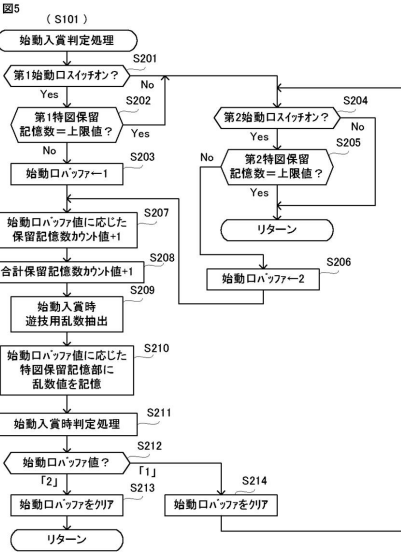 図5
(S101)
始動入賞判定処理
S201
第1始動口スイッチオン?
No
Yes
S202
第1特図保留
記憶数=上限値?
Yes
No
S203
始動口バッファ←1
S204
第2始動口スイッチオン?
No
Yes
S205
第2特図保留
記憶数=上限値?
No
Yes
リターン
S206
始動口バッファ←2
S207
始動口バッファ値に応じた
保留記憶数カウント値+1
S208
合計保留記憶数カウント値+1
S209
始動入賞時
遊技用乱数抽出
S210
始動口バッファ値に応じた
特図保留記憶部に
乱数値を記憶
S211
始動入賞時判定処理
S212
始動口バッファ値?
「1」
「2」
S213
始動口バッファをクリア
S214
始動口バッファをクリア
リターン